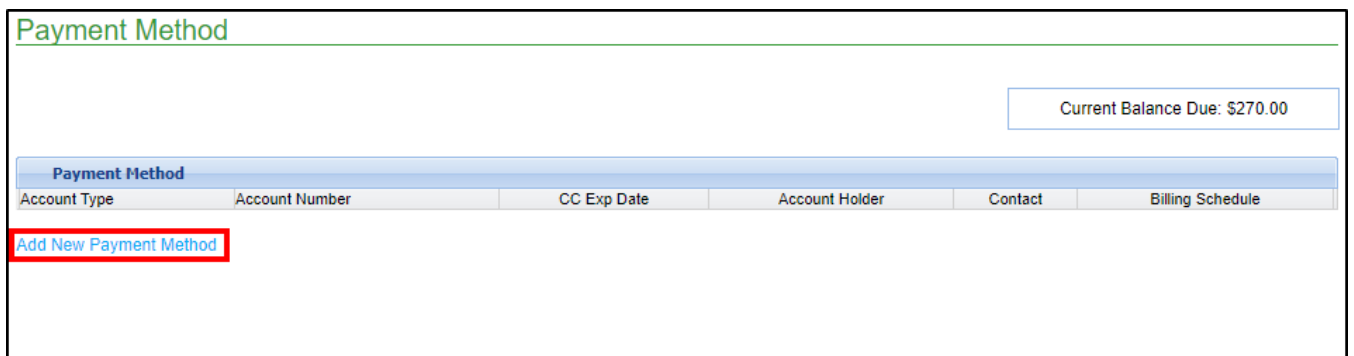 Payment Method
Current Balance Due: $270.00
Payment Method
Account Type Account Number CC Exp Date Account Holder Contact Billing Schedule
Add New Payment Method